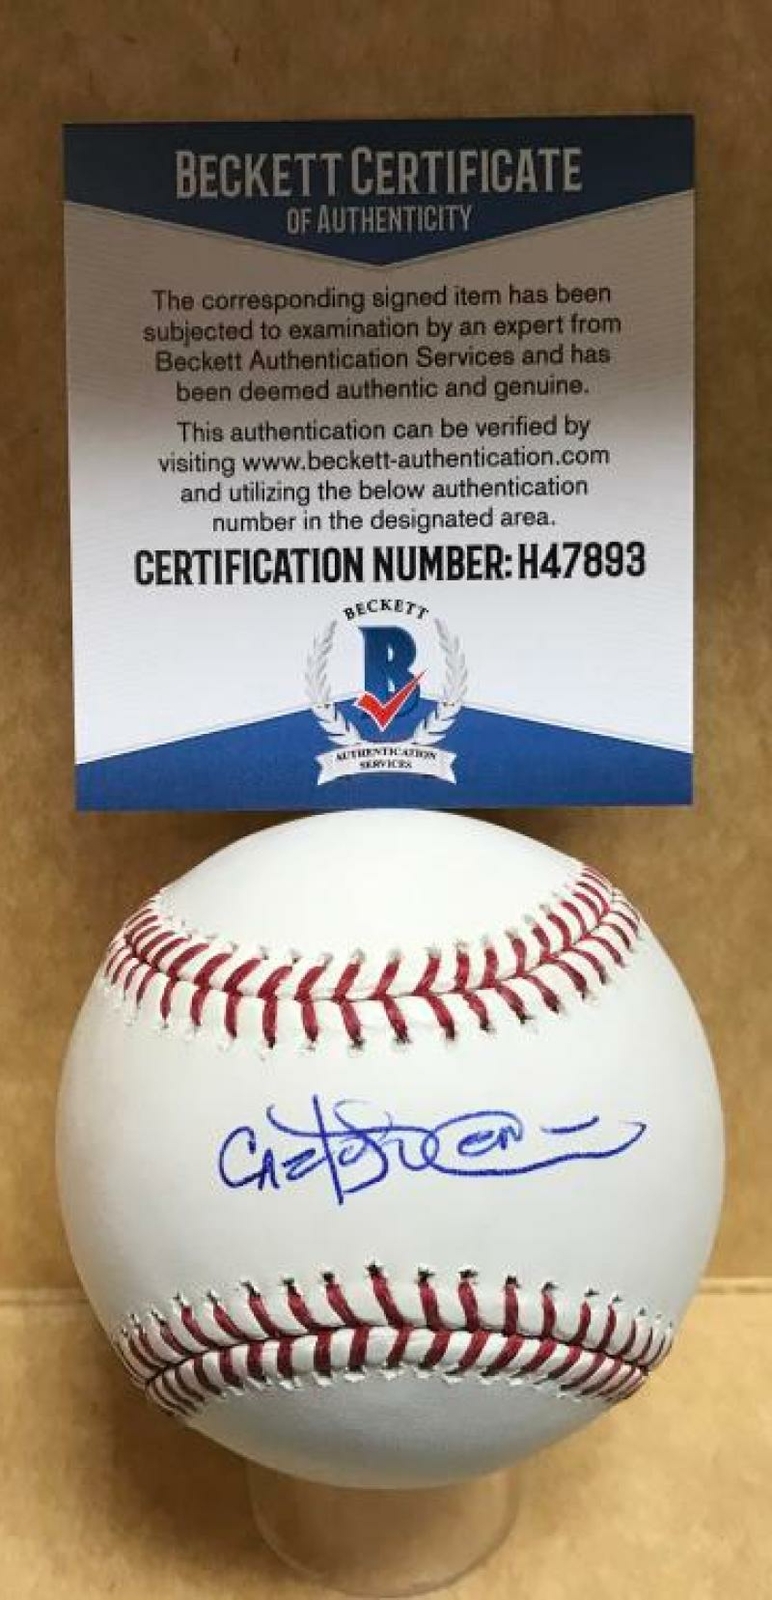 BECKETT CERTIFICATE
OF AUTHENTICITY
The corresponding signed item has been
subjected to examination by an expert from
Beckett Authentication Services and has
been deemed authentic and genuine.
This authentication can be verified by
visiting www.beckett-authentication.com
and utilizing the below authentication
number in the designated area.
CERTIFICATION NUMBER: H47893
BECKETT
B
AUTHENTICATION
SERVICES